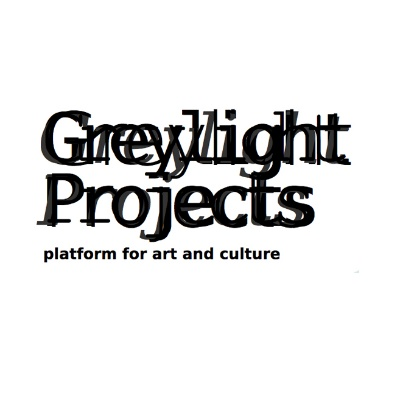 Greylight
Projects
platform for art and culture